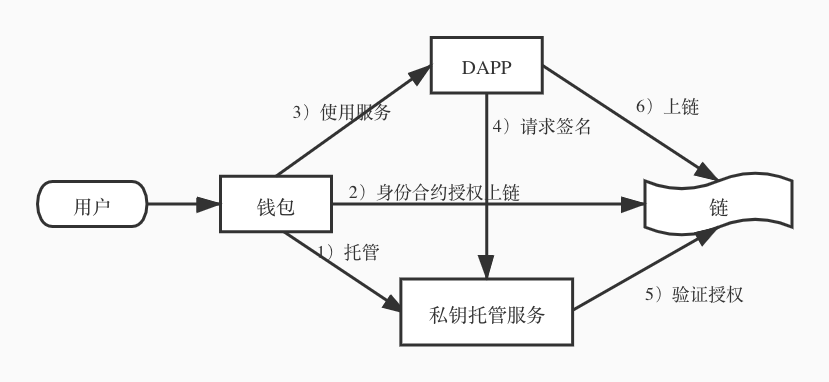 DAPP
3）使用服务
6）上链
4）请求签名
用户
钱包
2）身份合约授权上链
链
1）托管
私钥托管服务
5）验证授权